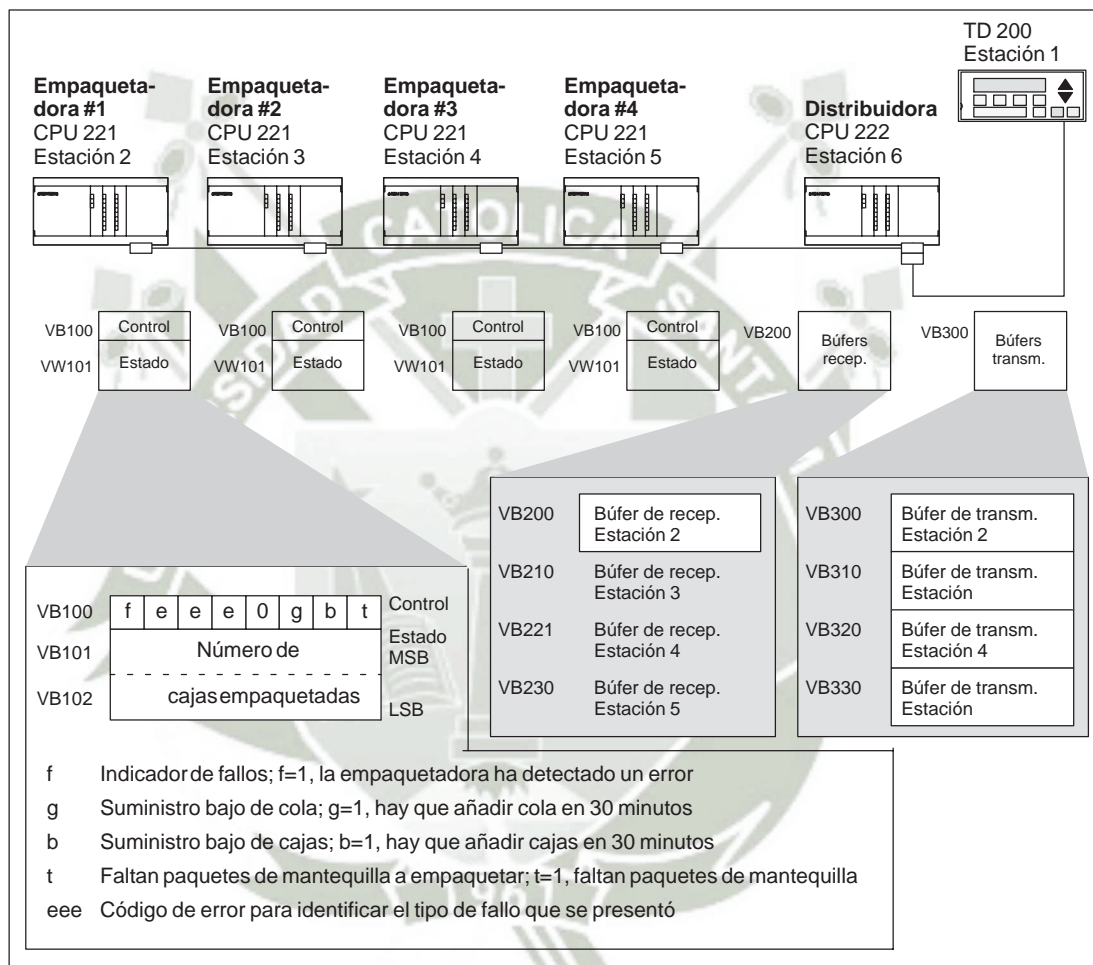 TD 200
Estación 1
Empaqueta-
dora #1
CPU 221
Estación 2
Empaqueta-
dora #2
CPU 221
Estación 3
Empaqueta-
dora #3
CPU 221
Estación 4
Empaqueta-
dora #4
CPU 221
Estación 5
Distribuidora
CPU 222
Estación 6
VB100
Control
VW101
Estado
VB100
Control
VW101
Estado
VB100
Control
VW101
Estado
VB100
Control
VW101
Estado
VB200
Búfers
recep.
VB300
Búfers
transm.
VB200
Búfer de recep.
Estación 2
VB210
Búfer de recep.
Estación 3
VB221
Búfer de recep.
Estación 4
VB230
Búfer de recep.
Estación 5
VB300
Búfer de transm.
Estación 2
VB310
Búfer de transm.
Estación
VB320
Búfer de transm.
Estación 4
VB330
Búfer de transm.
Estación
VB100 f e e e 0 g b t Control
VB101 Número de Estado
MSB
VB102 cajas empaquetadas LSB
f Indicador de fallos; f=1, la empaquetadora ha detectado un error
g Suministro bajo de cola; g=1, hay que añadir cola en 30 minutos
b Suministro bajo de cajas; b=1, hay que añadir cajas en 30 minutos
t Faltan paquetes de mantequilla a empaquetar; t=1, faltan paquetes de mantequilla
eee Código de error para identificar el tipo de fallo que se presentó
CATOLICA
SANT
SIDAD
196